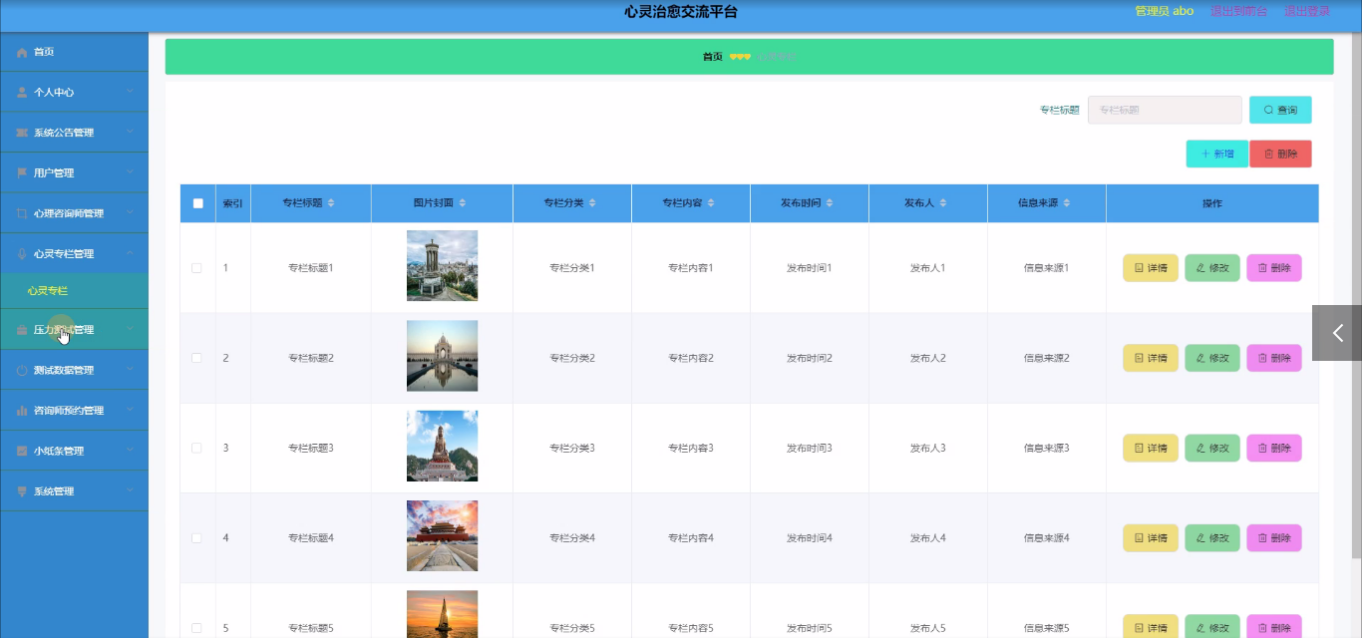 心灵治愈交流平台
管理员 abo 退出到前台 退出登录
首页
个人中心
系统公告管理
用户管理
心理咨询师管理
心灵专栏管理
心灵专栏
压力测试管理
测试数据管理
咨询师预约管理
小纸条管理
系统管理
首页
专栏标题 专栏标题 查询
新增 删除
索引 专栏标题 图片封面 专栏分类 专栏内容 发布时间 发布人 信息来源 操作
1 专栏标题1 专栏分类1 专栏内容1 发布时间1 发布人1 信息来源1 详情 修改 删除
2 专栏标题2 专栏分类2 专栏内容2 发布时间2 发布人2 信息来源2 详情 修改 删除
3 专栏标题3 专栏分类3 专栏内容3 发布时间3 发布人3 信息来源3 详情 修改 删除
4 专栏标题4 专栏分类4 专栏内容4 发布时间4 发布人4 信息来源4 详情 修改 删除
5 专栏标题5 专栏分类5 专栏内容5 发布时间5 发布人5 信息来源5 详情 修改 删除